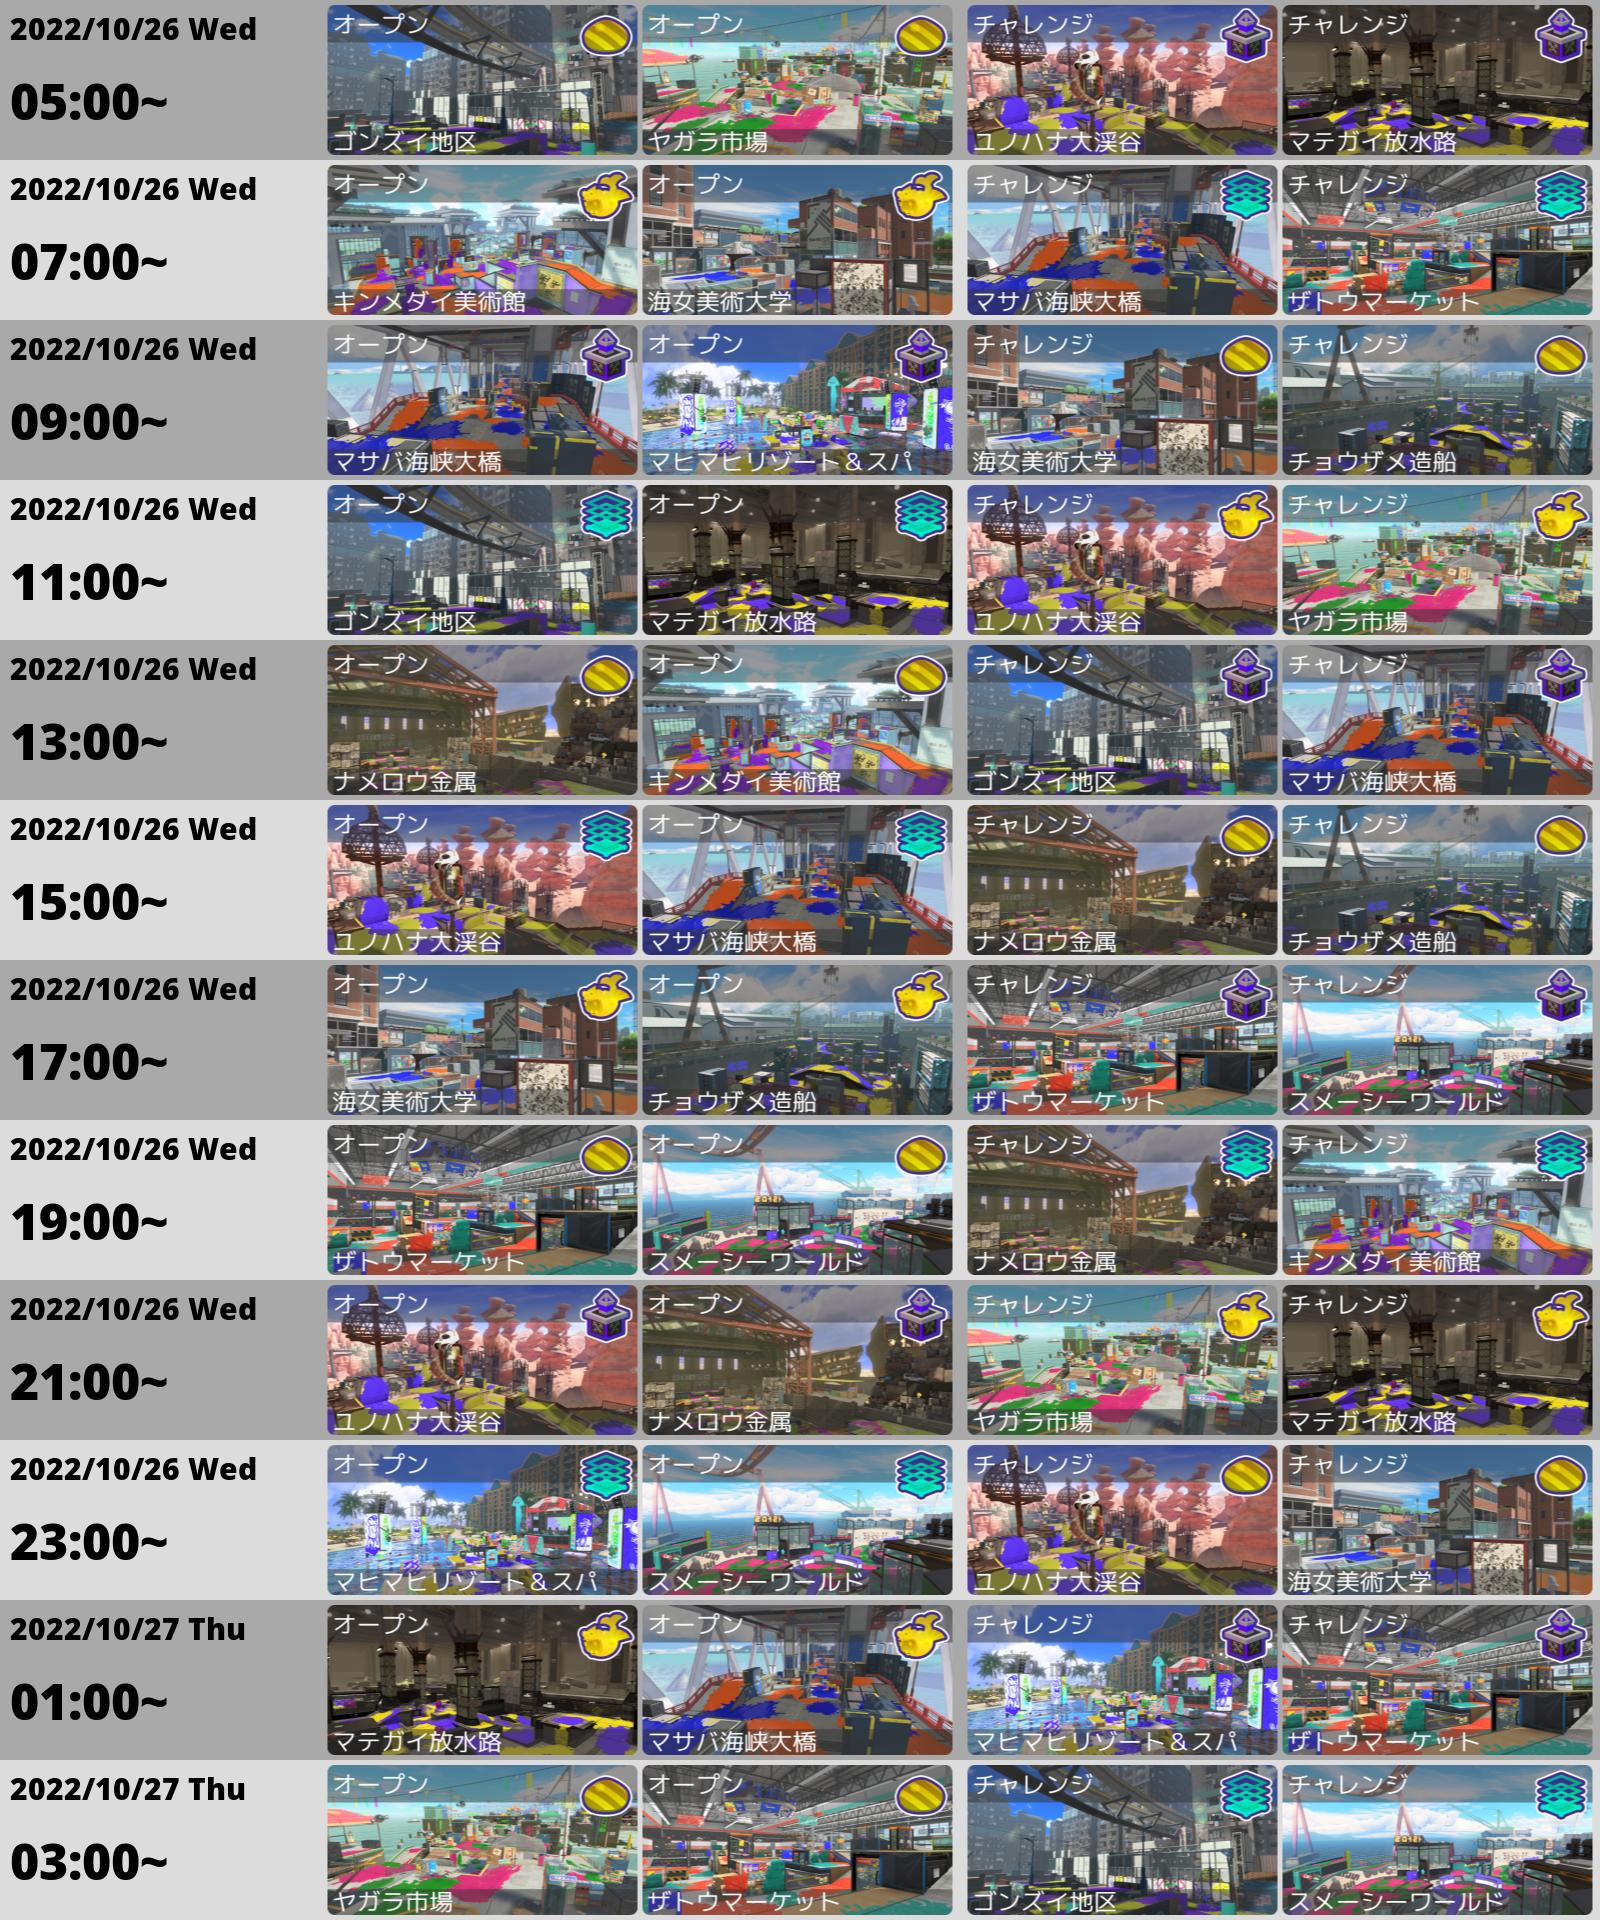 2022/10/26 Wed
05:00~
オープン
ゴンズイ地区
オープン
ヤガラ市場
チャレンジ
ユノハナ大渓谷
チャレンジ
マテガイ放水路
2022/10/26 Wed
07:00~
オープン
キンメダイ美術館
オープン
海女美術大学
チャレンジ
マサバ海峡大橋
チャレンジ
ザトウマーケット
2022/10/26 Wed
09:00~
オープン
マサバ海峡大橋
オープン
マヒマヒリゾート＆スパ
チャレンジ
海女美術大学
チャレンジ
チョウザメ造船
2022/10/26 Wed
11:00~
オープン
ゴンズイ地区
オープン
マテガイ放水路
チャレンジ
ユノハナ大渓谷
チャレンジ
ヤガラ市場
2022/10/26 Wed
13:00~
オープン
ナメロウ金属
オープン
キンメダイ美術館
チャレンジ
ゴンズイ地区
チャレンジ
マサバ海峡大橋
2022/10/26 Wed
15:00~
オープン
ユノハナ大渓谷
オープン
マサバ海峡大橋
チャレンジ
ナメロウ金属
チャレンジ
チョウザメ造船
2022/10/26 Wed
17:00~
オープン
海女美術大学
オープン
チョウザメ造船
チャレンジ
ザトウマーケット
チャレンジ
スメーシーワールド
2022/10/26 Wed
19:00~
オープン
ザトウマーケット
オープン
スメーシーワールド
チャレンジ
ナメロウ金属
チャレンジ
キンメダイ美術館
2022/10/26 Wed
21:00~
オープン
ユノハナ大渓谷
オープン
ナメロウ金属
チャレンジ
ヤガラ市場
チャレンジ
マテガイ放水路
2022/10/26 Wed
23:00~
オープン
マヒマヒリゾート＆スパ
オープン
スメーシーワールド
チャレンジ
ユノハナ大渓谷
チャレンジ
海女美術大学
2022/10/27 Thu
01:00~
オープン
マテガイ放水路
オープン
マサバ海峡大橋
チャレンジ
マヒマヒリゾート＆スパ
チャレンジ
ザトウマーケット
2022/10/27 Thu
03:00~
オープン
ヤガラ市場
オープン
ザトウマーケット
チャレンジ
ゴンズイ地区
チャレンジ
スメーシーワールド